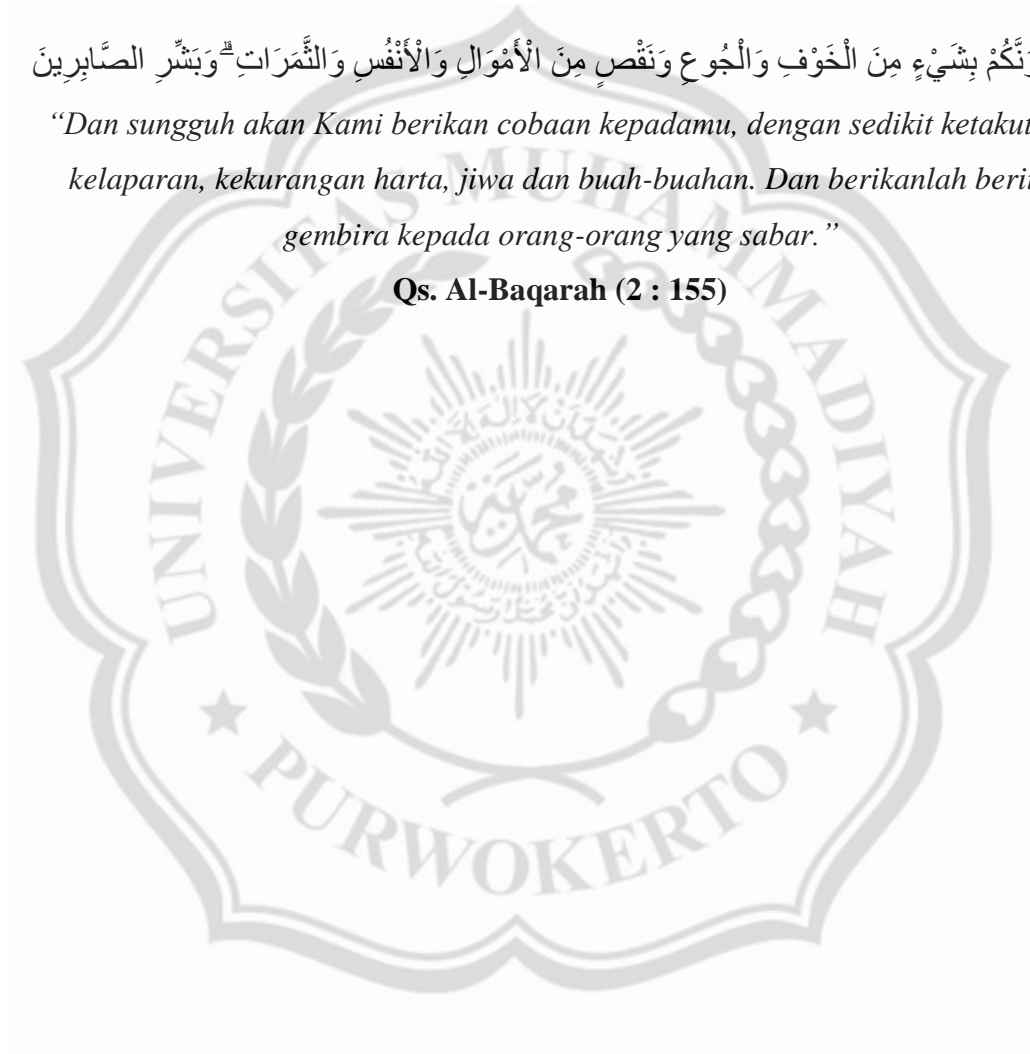 رَنَّكُمْ بِشَيْءٍ مِنَ الْخَوْفِ وَالْجُوعِ وَنَقْصٍ مِنَ الْأَمْوَالِ وَالْأَنْفُسِ وَالثَّمَرَاتِ ۗ وَبَشِّرِ الصَّابِرِينَ
“Dan sungguh akan Kami berikan cobaan kepadamu, dengan sedikit ketakut
kelaparan, kekurangan harta, jiwa dan buah-buahan. Dan berikanlah beri
gembira kepada orang-orang yang sabar.”
Qs. Al-Baqarah (2 : 155)
UNIVERSITAS MUHAMMADIYAH
PURWOKERTO